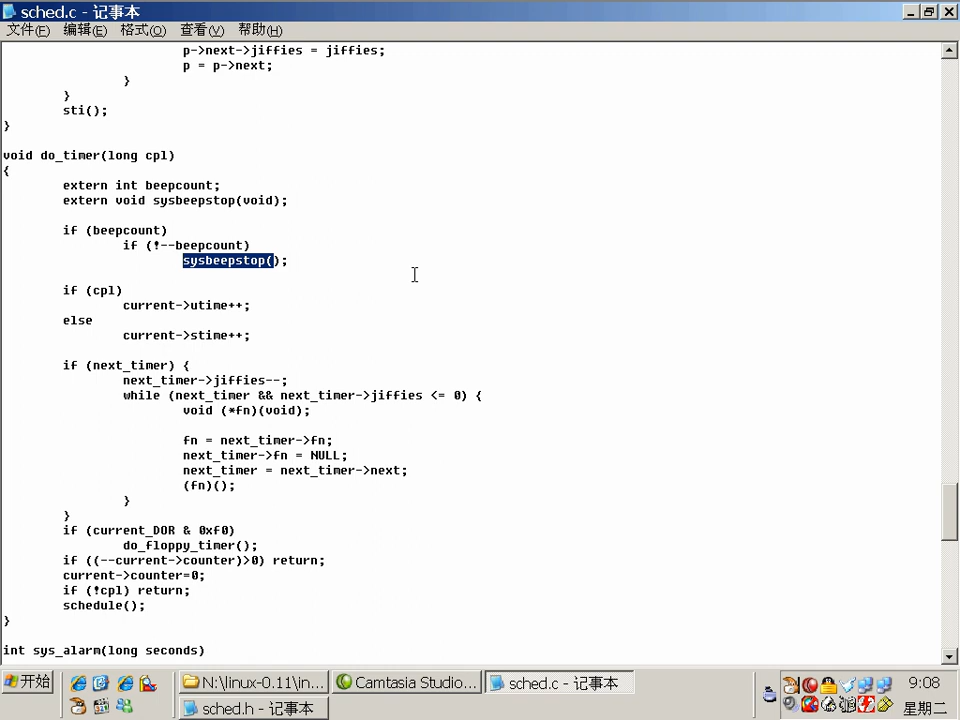 sched.c - 记事本
文件(F) 编辑(E) 格式(O) 查看(V) 帮助(H)
p->next->jiffies = jiffies;
p = p->next;
}
}
sti();
}
void do_timer(long cpl)
{
extern int beepcount;
extern void sysbeepstop(void);
if (beepcount)
if (!--beepcount)
sysbeepstop();
if (cpl)
current->utime++;
else
current->stime++;
if (next_timer) {
next_timer->jiffies--;
while (next_timer && next_timer->jiffies <= 0) {
void (*fn)(void);
fn = next_timer->fn;
next_timer->fn = NULL;
next_timer = next_timer->next;
(fn)();
}
}
if (current_DOR & 0xf0)
do_floppy_timer();
if ((--current->counter)>0) return;
current->counter=0;
if (!cpl) return;
schedule();
}
int sys_alarm(long seconds)
开始 N:\linux-0.11\in... Camtasia Studio... sched.c - 记事本 9:08
sched.h - 记事本 星期二